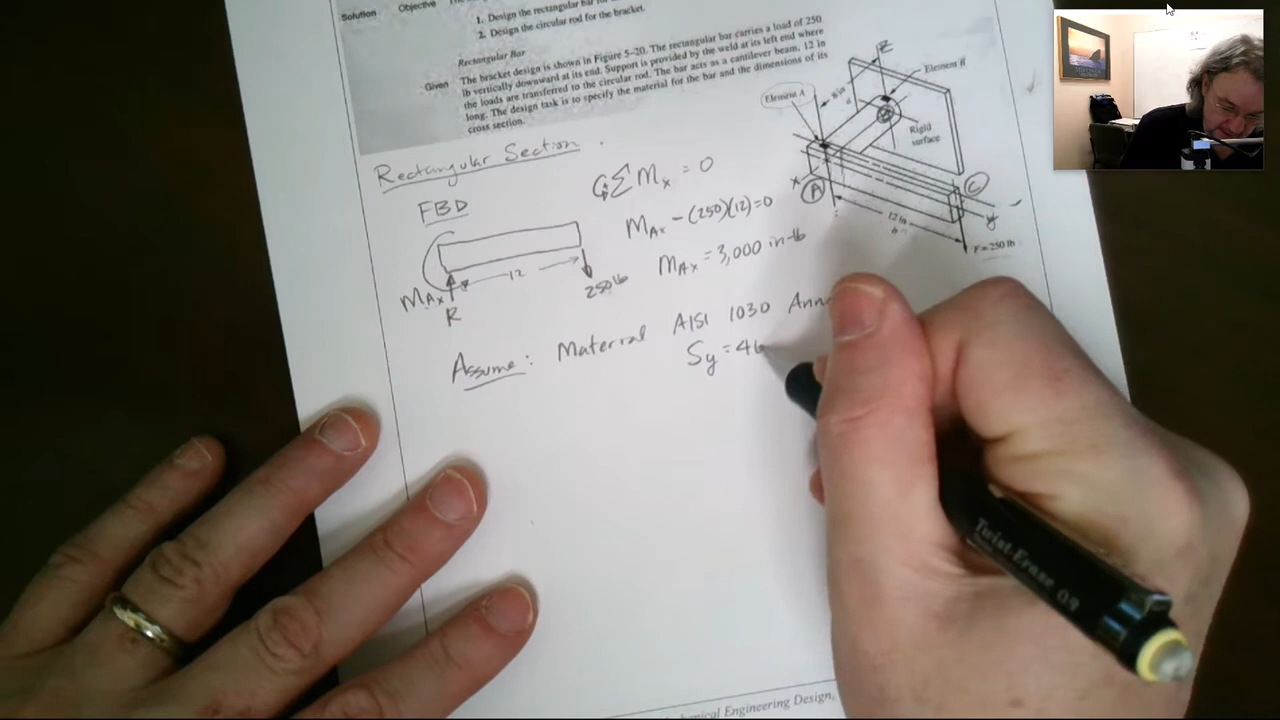 Solution Objective
1. Design the rectangular bar for
2. Design the circular rod for the bracket.
Rectangular Bar
Given The bracket design is shown in Figure 5-20. The rectangular bar carries a load of 250
lb vertically downward at its end. Support is provided by the weld at its left end where
the loads are transferred to the circular rod. The bar acts as a cantilever beam, 12 in
long. The design task is to specify the material for the bar and the dimensions of its
cross section.
Element A
Element B
Rigid
surface
Z
X
y
A
C
12 in
F = 250 lb
Rectangular Section
FBD
MAx
R
12
250 lb
∑Mx = 0
MAx - (250)(12) = 0
MAx = 3,000 in-lb
Assume: Material AISI 1030 Ann
Sy = 46
Twist-Erase 0.9
Mechanical Engineering Design,